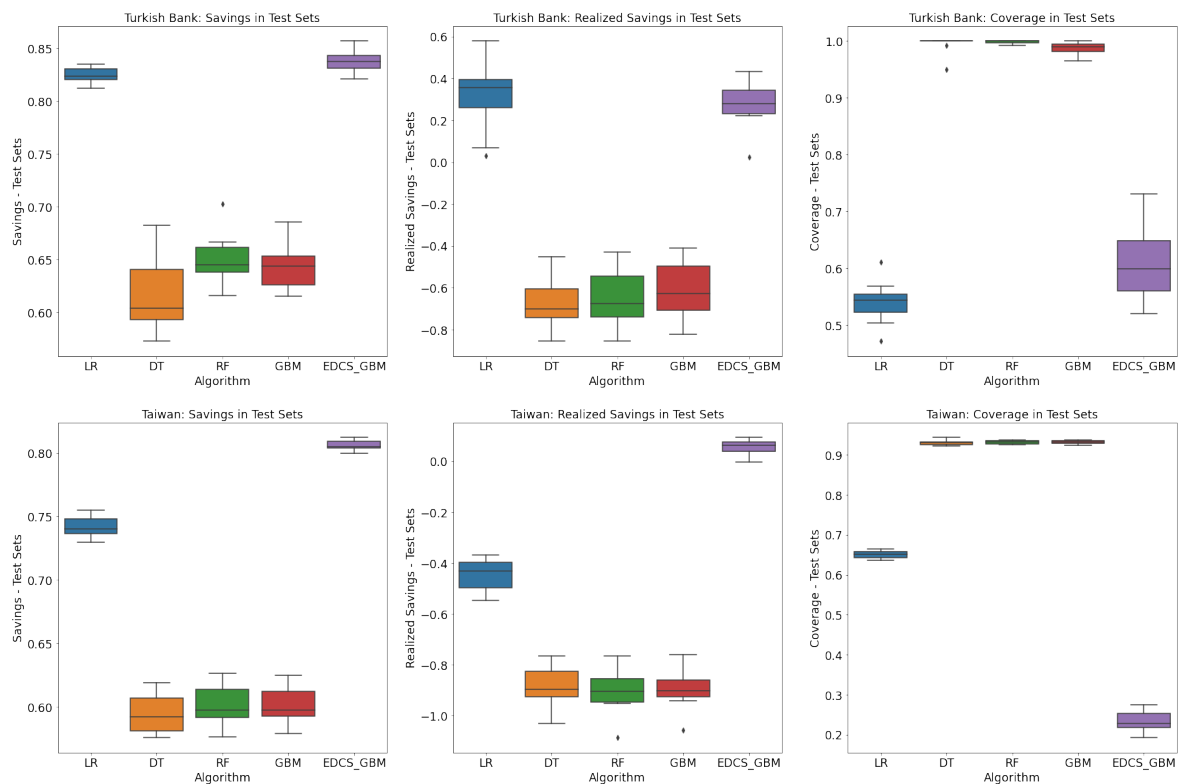 Turkish Bank: Savings in Test Sets
Savings - Test Sets
0.85
0.80
0.75
0.70
0.65
0.60
LR DT RF GBM EDCS_GBM
Algorithm
Turkish Bank: Realized Savings in Test Sets
Realized Savings - Test Sets
0.6
0.4
0.2
0.0
−0.2
−0.4
−0.6
−0.8
LR DT RF GBM EDCS_GBM
Algorithm
Turkish Bank: Coverage in Test Sets
Coverage - Test Sets
1.0
0.9
0.8
0.7
0.6
0.5
LR DT RF GBM EDCS_GBM
Algorithm
Taiwan: Savings in Test Sets
Savings - Test Sets
0.80
0.75
0.70
0.65
0.60
LR DT RF GBM EDCS_GBM
Algorithm
Taiwan: Realized Savings in Test Sets
Realized Savings - Test Sets
0.0
−0.2
−0.4
−0.6
−0.8
−1.0
LR DT RF GBM EDCS_GBM
Algorithm
Taiwan: Coverage in Test Sets
Coverage - Test Sets
0.9
0.8
0.7
0.6
0.5
0.4
0.3
0.2
LR DT RF GBM EDCS_GBM
Algorithm